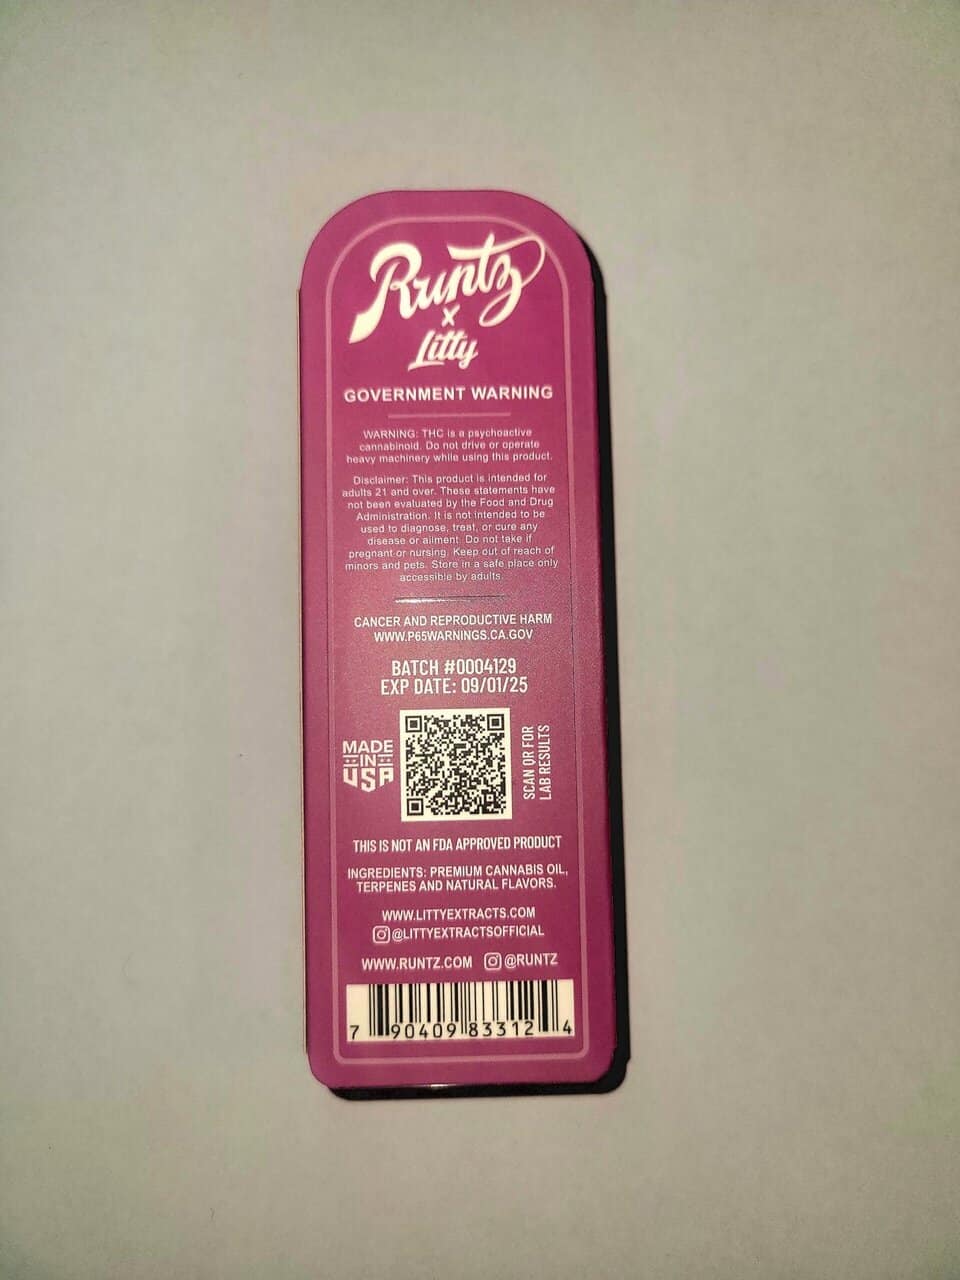 Runtz
x
Litty
GOVERNMENT WARNING
WARNING: THC is a psychoactive
cannabinoid. Do not drive or operate
heavy machinery while using this product.
Disclaimer: This product is intended for
adults 21 and over. These statements have
not been evaluated by the Food and Drug
Administration. It is not intended to be
used to diagnose, treat, or cure any
disease or ailment. Do not take if
pregnant or nursing. Keep out of reach of
minors and pets. Store in a safe place only
accessible by adults.
CANCER AND REPRODUCTIVE HARM
WWW.P65WARNINGS.CA.GOV
BATCH #0004129
EXP DATE: 09/01/25
MADE
IN
USA
SCAN QR FOR
LAB RESULTS
THIS IS NOT AN FDA APPROVED PRODUCT
INGREDIENTS: PREMIUM CANNABIS OIL,
TERPENES AND NATURAL FLAVORS.
WWW.LITTYEXTRACTS.COM
@LITTYEXTRACTSOFFICIAL
WWW.RUNTZ.COM @RUNTZ
7 90409 83312 4